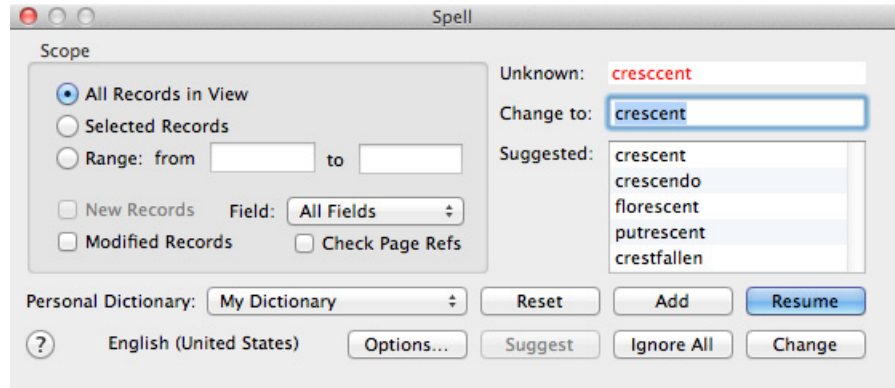 Spell
Scope
All Records in View
Selected Records
Range: from to
New Records Field: All Fields
Modified Records Check Page Refs
Unknown: cresccent
Change to: crescent
Suggested: crescent
crescendo
florescent
putrescent
crestfallen
Personal Dictionary: My Dictionary Reset Add Resume
? English (United States) Options... Suggest Ignore All Change